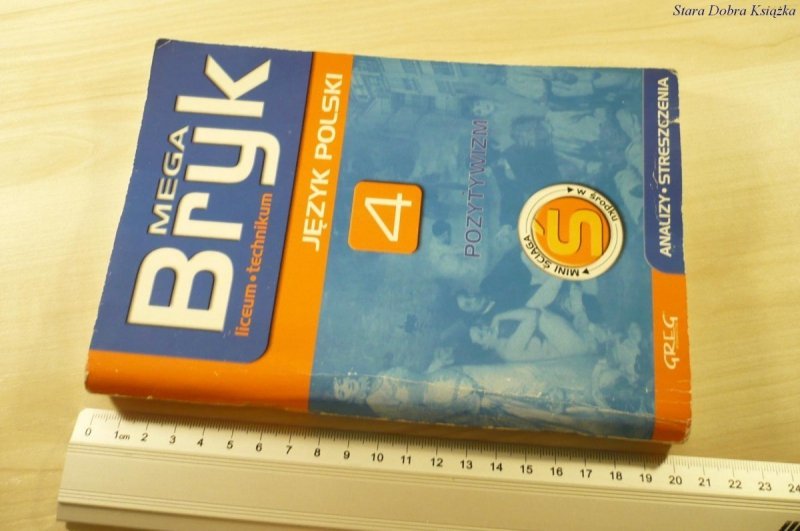 Stara Dobra Książka
MEGA
Bryk
liceum • technikum
JĘZYK POLSKI
4
POZYTYWIZM
w środku
Ś
MINI ŚCIĄGA
GREG
ANALIZY • STRESZCZENIA
0 1cm 2 3 4 5 6 7 8 9 10 11 12 13 14 15 16 17 18 19 20 21 22 23 24